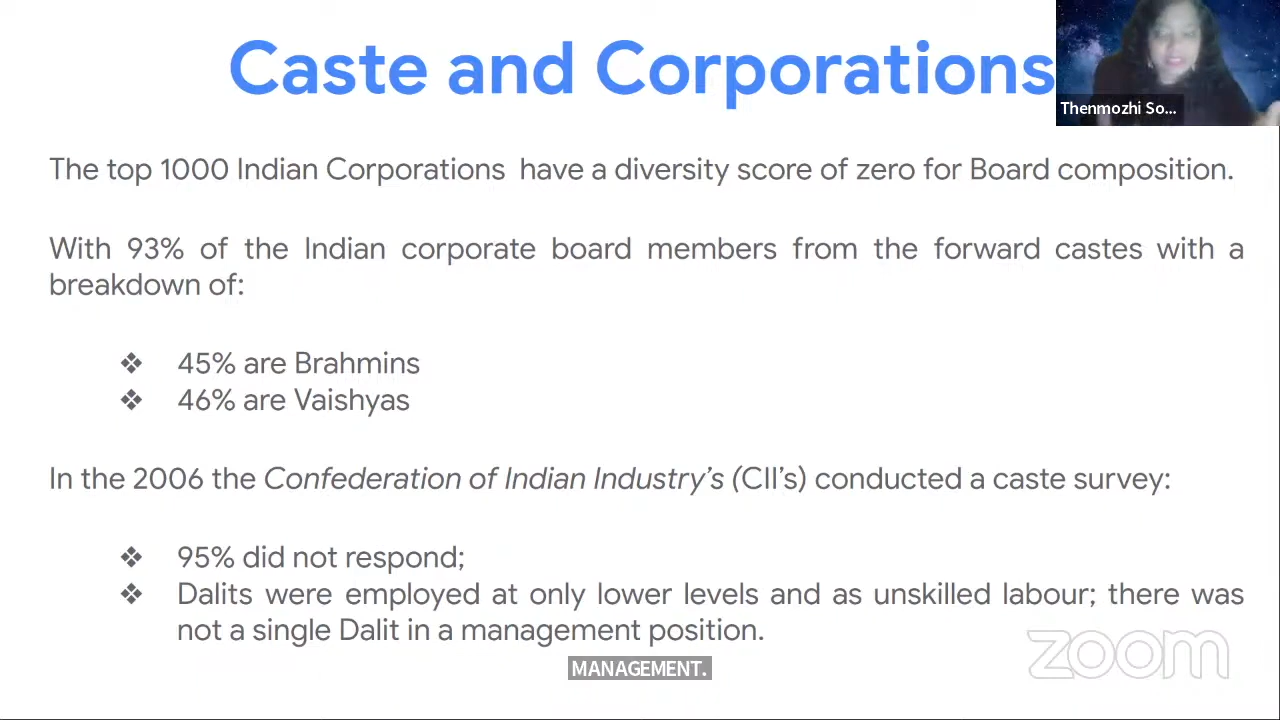 Caste and Corporations
Thenmozhi So...
The top 1000 Indian Corporations have a diversity score of zero for Board composition.
With 93% of the Indian corporate board members from the forward castes with a
breakdown of:
❖ 45% are Brahmins
❖ 46% are Vaishyas
In the 2006 the Confederation of Indian Industry’s (CII’s) conducted a caste survey:
❖ 95% did not respond;
❖ Dalits were employed at only lower levels and as unskilled labour; there was
not a single Dalit in a management position.
MANAGEMENT.
zoom